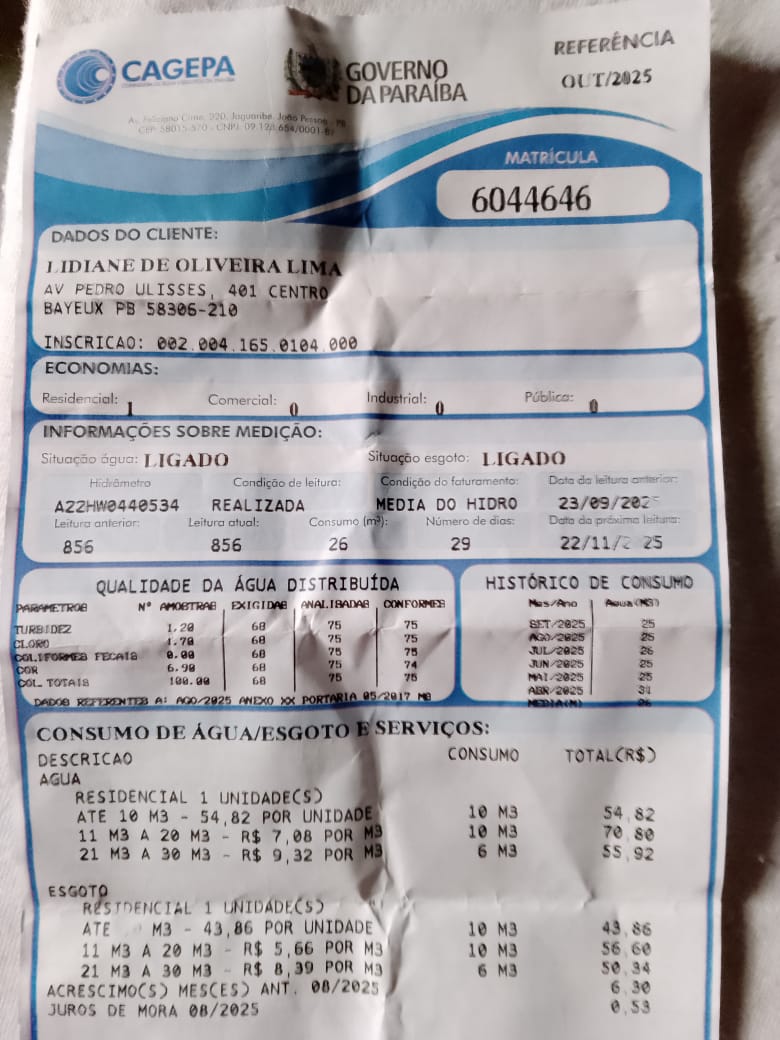 CAGEPA
GOVERNO
DA PARAÍBA
REFERÊNCIA
OUT/2025
Av. Feliciano Cirne, 220, Jaguaribe, João Pessoa - PB
CEP 58015-570 - CNPJ 09.123.654/0001-87
MATRÍCULA
6044646
DADOS DO CLIENTE:
LIDIANE DE OLIVEIRA LIMA
AV PEDRO ULISSES, 401 CENTRO
BAYEUX PB 58306-210
INSCRICAO: 002.004.165.0104.000
ECONOMIAS:
Residencial: 1 Comercial: 0 Industrial: 0 Pública: 0
INFORMAÇÕES SOBRE MEDIÇÃO:
Situação água: LIGADO Situação esgoto: LIGADO
Hidrômetro Condição de leitura: Condição do faturamento: Data da leitura anterior:
A22HW0440534 REALIZADA MEDIA DO HIDRO 23/09/2025
Leitura anterior: Leitura atual: Consumo (m³): Número de dias: Data da próxima leitura:
856 856 26 29 22/11/2 25
QUALIDADE DA ÁGUA DISTRIBUÍDA
PARAMETROS Nº AMOSTRAS EXIGIDAS ANALISADAS CONFORMES
TURBIDEZ 1.20 68 75 75
CLORO 1.70 68 75 75
COLIFORMES FECAIS 0.00 68 75 75
COR 6.90 68 75 74
COL TOTAIS 100.00 68 75 75
DADOS REFERENTES A: AGO/2025 ANEXO XX PORTARIA 05/2017 MS
HISTÓRICO DE CONSUMO
Mes/Ano Agua(M3)
SET/2025 25
AGO/2025 25
JUL/2025 26
JUN/2025 25
MAI/2025 25
ABR/2025 31
MEDIA(M) 26
CONSUMO DE ÁGUA/ESGOTO E SERVIÇOS:
DESCRICAO CONSUMO TOTAL(R$)
AGUA
RESIDENCIAL 1 UNIDADE(S)
ATE 10 M3 - 54,82 POR UNIDADE 10 M3 54,82
11 M3 A 20 M3 - R$ 7,08 POR M3 10 M3 70,80
21 M3 A 30 M3 - R$ 9,32 POR M3 6 M3 55,92
ESGOTO
RESIDENCIAL 1 UNIDADE(S)
ATE M3 - 43,86 POR UNIDADE 10 M3 43,86
11 M3 A 20 M3 - R$ 5,66 POR M3 10 M3 56,60
21 M3 A 30 M3 - R$ 8,39 POR M3 6 M3 50,34
ACRESCIMO(S) MES(ES) ANT. 08/2025 6,30
JUROS DE MORA 08/2025 0,53